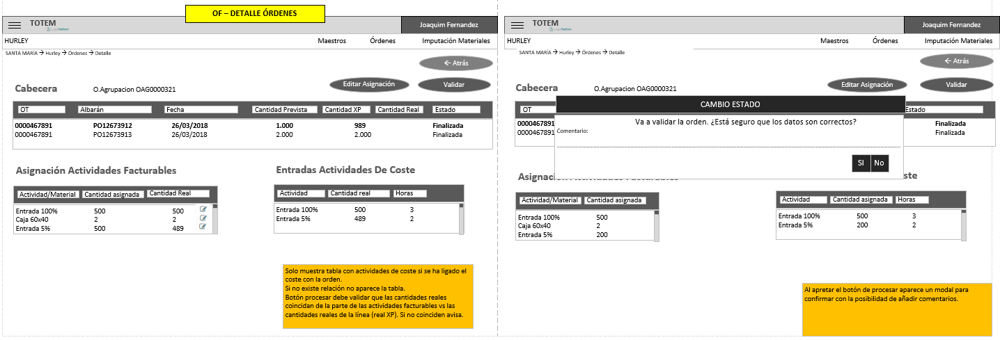 OF – DETALLE ÓRDENES
TOTEM
Joaquim Fernandez
HURLEY
Maestros
Órdenes
Imputación Materiales
SANTA MARÍA → Hurley → Órdenes → Detalle
← Atrás
Cabecera
O.Agrupacion OAG0000321
Editar Asignación
Validar
OT Albarán Fecha Cantidad Prevista Cantidad XP Cantidad Real Estado
0000467891 PO12673912 26/03/2018 1.000 989 Finalizada
0000467891 PO12673913 26/03/2018 2.000 2.000 Finalizada
Asignación Actividades Facturables
Actividad/Material Cantidad asignada Cantidad Real
Entrada 100% 500 500
Caja 60x40 2 2
Entrada 5% 500 489
Entradas Actividades De Coste
Actividad Cantidad real Horas
Entrada 100% 500 3
Entrada 5% 489 2
Solo muestra tabla con actividades de coste si se ha ligado el
coste con la orden.
Si no existe relación no aparece la tabla.
Botón procesar debe validar que las cantidades reales
coincidan de la parte de las actividades facturables vs las
cantidades reales de la línea (real XP). Si no coinciden avisa.
TOTEM
Joaquim Fernandez
HURLEY
Maestros
Órdenes
Imputación Materiales
SANTA MARÍA → Hurley → Órdenes → Detalle
← Atrás
Cabecera
O.Agrupacion OAG0000321
Editar Asignación
Validar
OT Estado
0000467891 Finalizada
0000467891 Finalizada
CAMBIO ESTADO
Va a validar la orden. ¿Está seguro que los datos son correctos?
Comentario:
SI No
Actividad/Material Cantidad asignada
Entrada 100% 500
Caja 60x40 2
Entrada 5% 200
ste
Actividad Cantidad asignada Horas
Entrada 100% 500 3
Entrada 5% 200 2
Al apretar el botón de procesar aparece un modal para
confirmar con la posibilidad de añadir comentarios.